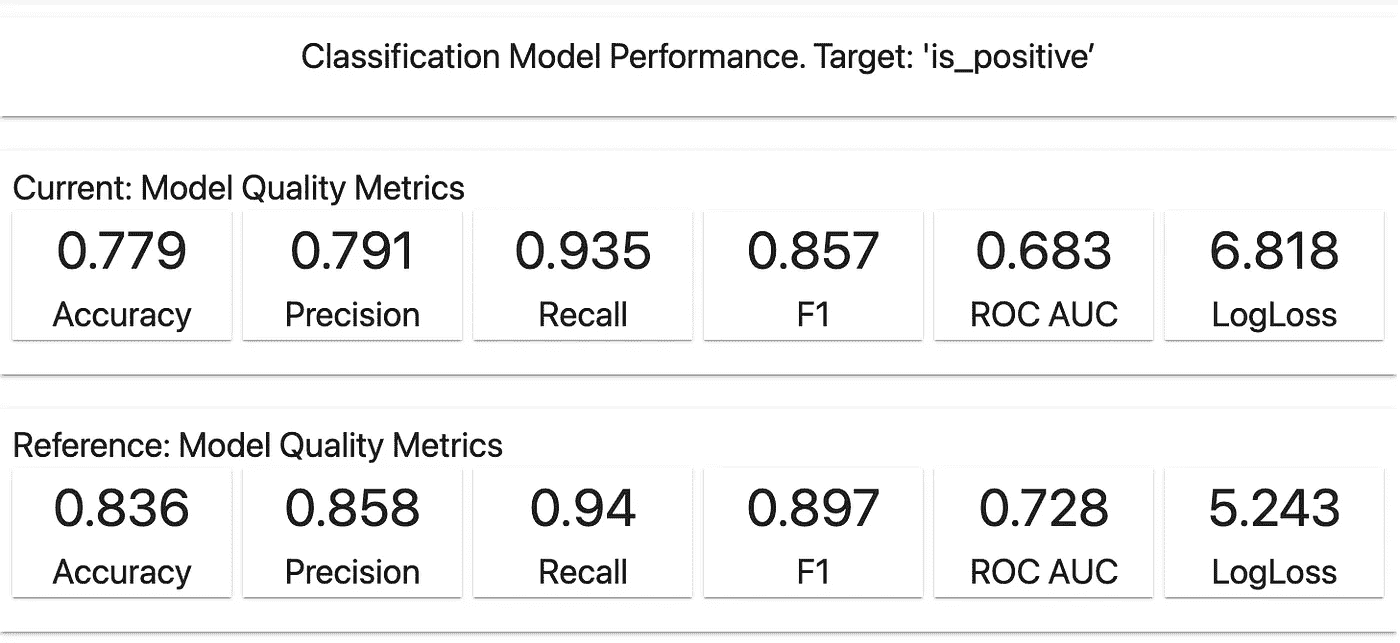 Classification Model Performance. Target: 'is_positive’
Current: Model Quality Metrics
0.779 0.791 0.935 0.857 0.683 6.818
Accuracy Precision Recall F1 ROC AUC LogLoss
Reference: Model Quality Metrics
0.836 0.858 0.94 0.897 0.728 5.243
Accuracy Precision Recall F1 ROC AUC LogLoss